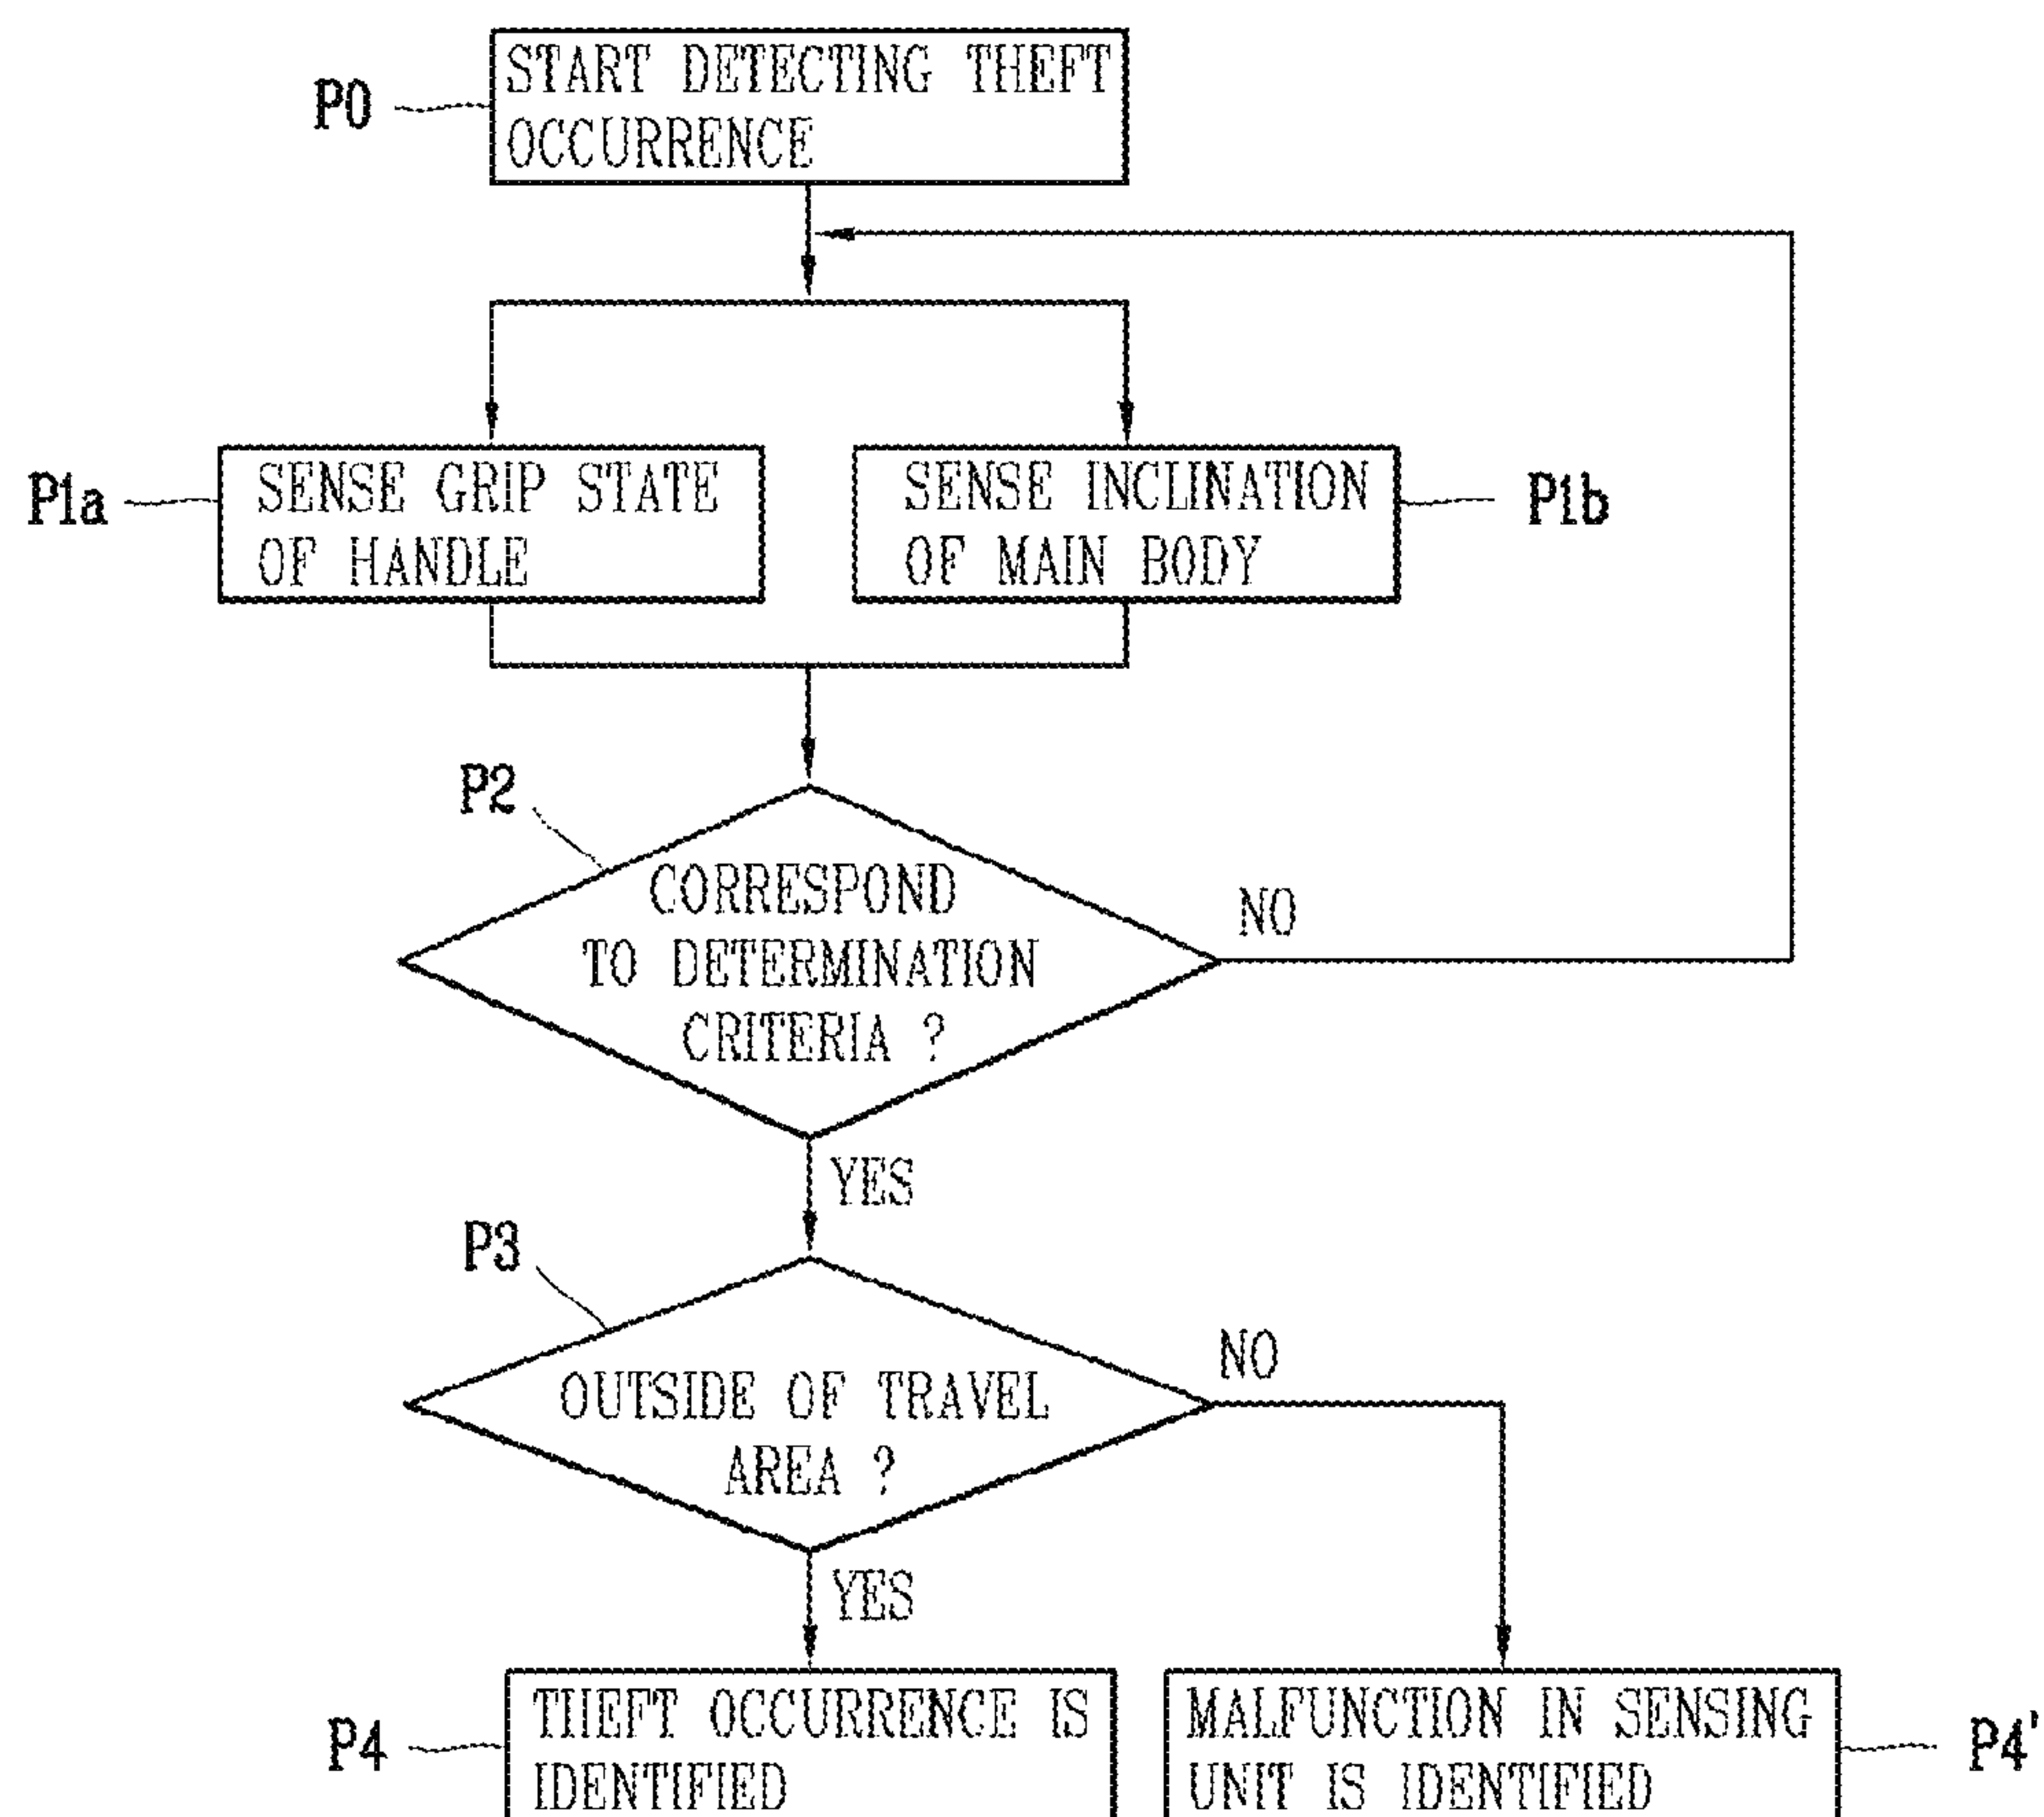 P0
START DETECTING THEFT
OCCURRENCE
P1a
SENSE GRIP STATE
OF HANDLE
SENSE INCLINATION
OF MAIN BODY
P1b
P2
CORRESPOND
TO DETERMINATION
CRITERIA ?
NO
YES
P3
OUTSIDE OF TRAVEL
AREA ?
NO
YES
P4
THEFT OCCURRENCE IS
IDENTIFIED
MALFUNCTION IN SENSING
UNIT IS IDENTIFIED
P4'